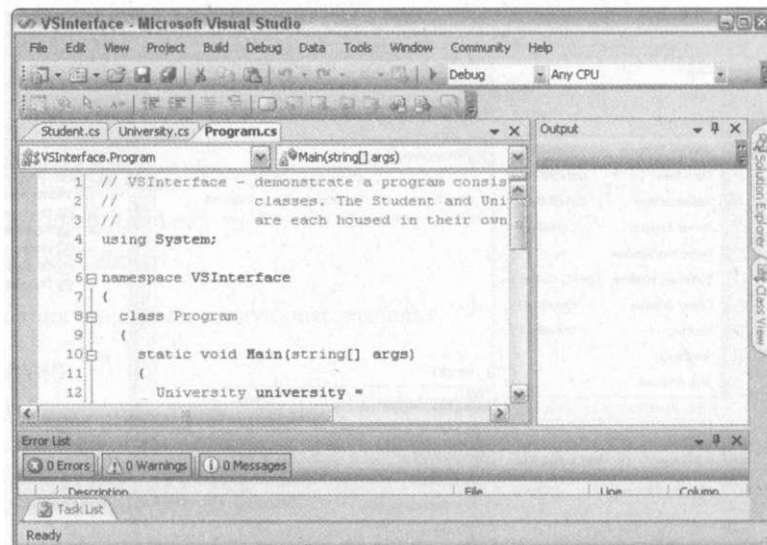 VSInterface - Microsoft Visual Studio
File Edit View Project Build Debug Data Tools Window Community Help
Debug Any CPU
Student.cs University.cs Program.cs
Output
VSInterface.Program
Main(string[] args)
1 // VSInterface - demonstrate a program consis
2 // classes. The Student and Uni
3 // are each housed in their own
4 using System;
5
6 namespace VSInterface
7 {
8 class Program
9 {
10 static void Main(string[] args)
11 {
12 University university =
Solution Explorer
Class View
Error List
0 Errors 0 Warnings 0 Messages
Description File Line Column
Task List
Ready